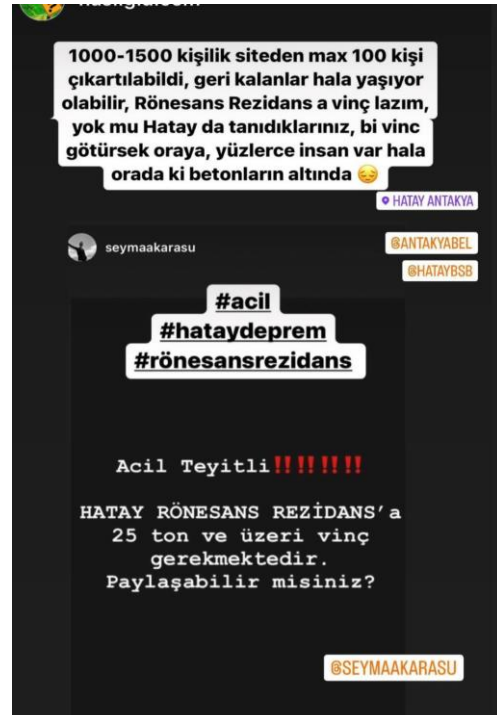 1000-1500 kişilik siteden max 100 kişi
çıkartılabildi, geri kalanlar hala yaşıyor
olabilir, Rönesans Rezidans a vinç lazım,
yok mu Hatay da tanıdıklarınız, bi vinc
götürsek oraya, yüzlerce insan var hala
orada ki betonların altında 😔
HATAY ANTAKYA
seymaakarasu
@ANTAKYABEL
@HATAYBSB
#acil
#hataydeprem
#rönesansrezidans
Acil Teyitli‼️‼️‼️‼️
HATAY RÖNESANS REZİDANS’a
25 ton ve üzeri vinç
gerekmektedir.
Paylaşabilir misiniz?
@SEYMAAKARASU